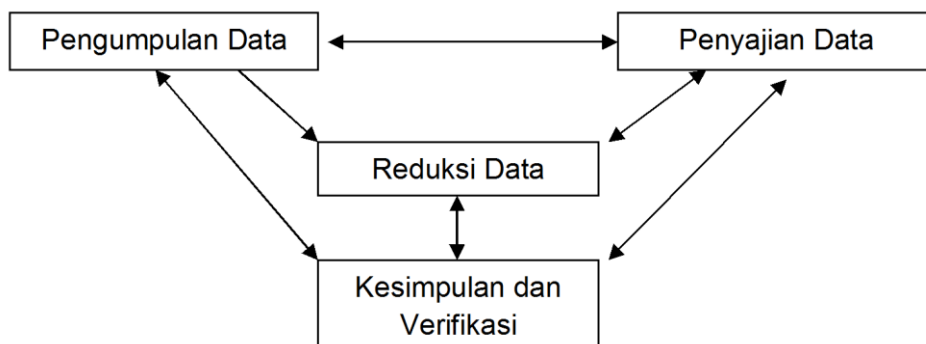 Pengumpulan Data
Penyajian Data
Reduksi Data
Kesimpulan dan
Verifikasi